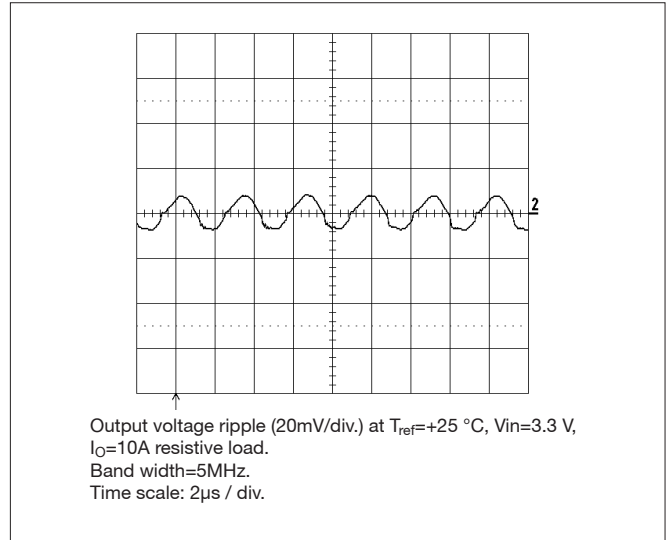 2
Output voltage ripple (20mV/div.) at Tref=+25 °C, Vin=3.3 V,
IO=10A resistive load.
Band width=5MHz.
Time scale: 2µs / div.